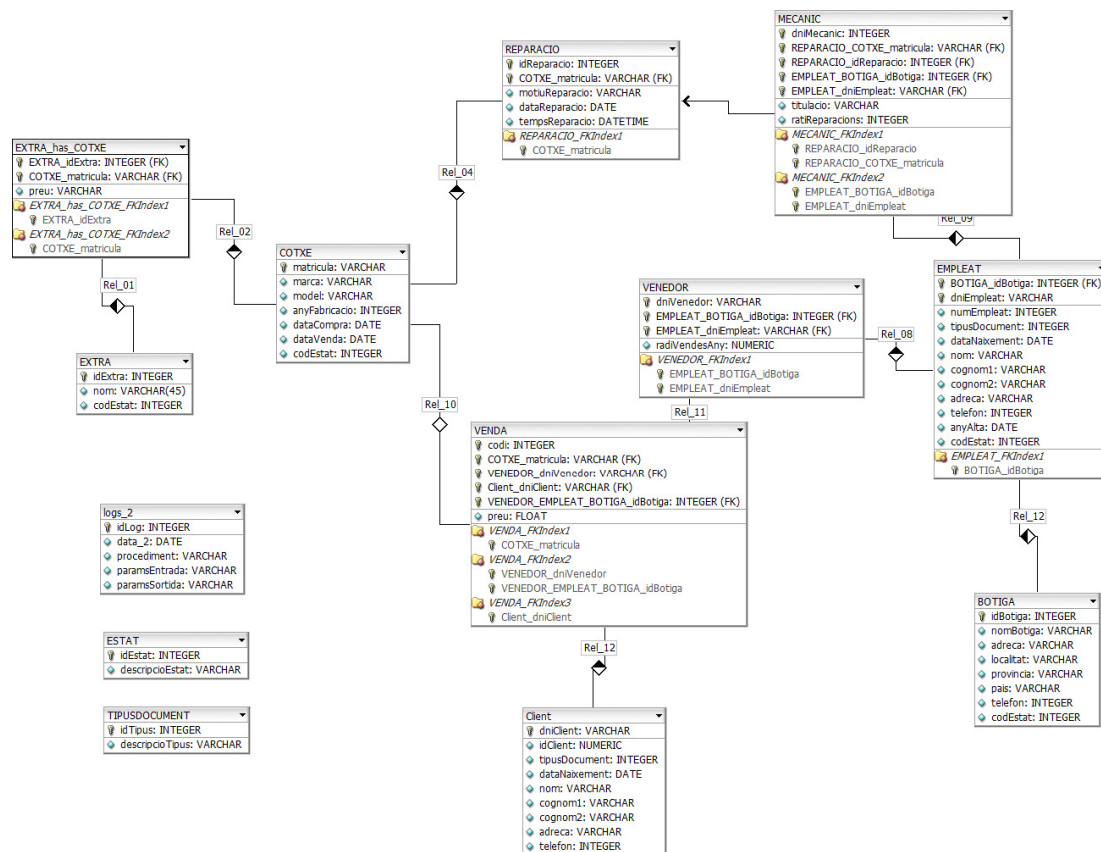 MECANIC
dniMecanic: INTEGER
REPARACIO_COTXE_matricula: VARCHAR (FK)
REPARACIO_idReparacio: INTEGER (FK)
EMPLEAT_BOTIGA_idBotiga: INTEGER (FK)
EMPLEAT_dniEmpleat: VARCHAR (FK)
titulacio: VARCHAR
ratiReparacions: INTEGER
MECANIC_FKIndex1
REPARACIO_idReparacio
REPARACIO_COTXE_matricula
MECANIC_FKIndex2
EMPLEAT_BOTIGA_idBotiga
EMPLEAT_dniEmpleat
REPARACIO
idReparacio: INTEGER
COTXE_matricula: VARCHAR (FK)
motiuReparacio: VARCHAR
dataReparacio: DATE
tempsReparacio: DATETIME
REPARACIO_FKIndex1
COTXE_matricula
EXTRA_has_COTXE
EXTRA_idExtra: INTEGER (FK)
COTXE_matricula: VARCHAR (FK)
preu: VARCHAR
EXTRA_has_COTXE_FKIndex1
EXTRA_idExtra
EXTRA_has_COTXE_FKIndex2
COTXE_matricula
Rel_04
Rel_02
Rel_09
COTXE
matricula: VARCHAR
marca: VARCHAR
model: VARCHAR
anyFabricacio: INTEGER
dataCompra: DATE
dataVenda: DATE
codEstat: INTEGER
Rel_01
EXTRA
idExtra: INTEGER
nom: VARCHAR(45)
codEstat: INTEGER
VENEDOR
dniVenedor: VARCHAR
EMPLEAT_BOTIGA_idBotiga: INTEGER (FK)
EMPLEAT_dniEmpleat: VARCHAR (FK)
radiVendesAny: NUMERIC
VENEDOR_FKIndex1
EMPLEAT_BOTIGA_idBotiga
EMPLEAT_dniEmpleat
Rel_08
EMPLEAT
BOTIGA_idBotiga: INTEGER (FK)
dniEmpleat: VARCHAR
numEmpleat: INTEGER
tipusDocument: INTEGER
dataNaixement: DATE
nom: VARCHAR
cognom1: VARCHAR
cognom2: VARCHAR
adreca: VARCHAR
telefon: INTEGER
anyAlta: DATE
codEstat: INTEGER
EMPLEAT_FKIndex1
BOTIGA_idBotiga
Rel_10
Rel_11
VENDA
codi: INTEGER
COTXE_matricula: VARCHAR (FK)
VENEDOR_dniVenedor: VARCHAR (FK)
Client_dniClient: VARCHAR (FK)
VENEDOR_EMPLEAT_BOTIGA_idBotiga: INTEGER (FK)
preu: FLOAT
VENDA_FKIndex1
COTXE_matricula
VENDA_FKIndex2
VENEDOR_dniVenedor
VENEDOR_EMPLEAT_BOTIGA_idBotiga
VENDA_FKIndex3
Client_dniClient
logs_2
idLog: INTEGER
data_2: DATE
procediment: VARCHAR
paramsEntrada: VARCHAR
paramsSortida: VARCHAR
Rel_12
BOTIGA
idBotiga: INTEGER
nomBotiga: VARCHAR
adreca: VARCHAR
localitat: VARCHAR
provincia: VARCHAR
pais: VARCHAR
telefon: INTEGER
codEstat: INTEGER
ESTAT
idEstat: INTEGER
descripcioEstat: VARCHAR
Rel_12
TIPUSDOCUMENT
idTipus: INTEGER
descripcioTipus: VARCHAR
Client
dniClient: VARCHAR
idClient: NUMERIC
tipusDocument: INTEGER
dataNaixement: DATE
nom: VARCHAR
cognom1: VARCHAR
cognom2: VARCHAR
adreca: VARCHAR
telefon: INTEGER